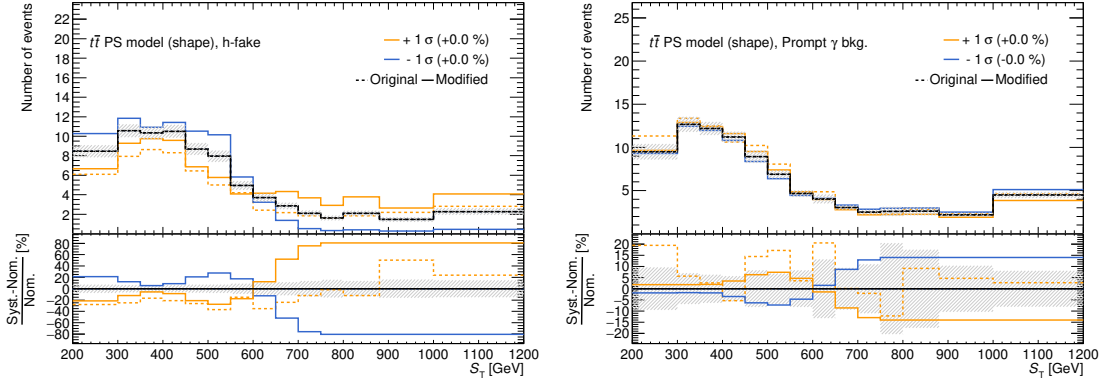 Number of events
22
20
18
16
14
12
10
8
6
4
2
tt̄ PS model (shape), h-fake
+ 1 σ (+0.0 %)
- 1 σ (+0.0 %)
Original Modified
Syst.-Nom. [%]
Nom.
80
60
40
20
0
−20
−40
−60
−80
200 300 400 500 600 700 800 900 1000 1100 1200
S_T [GeV]
Number of events
25
20
15
10
5
tt̄ PS model (shape), Prompt γ bkg.
+ 1 σ (+0.0 %)
- 1 σ (-0.0 %)
Original Modified
Syst.-Nom. [%]
Nom.
20
15
10
5
0
−5
−10
−15
−20
200 300 400 500 600 700 800 900 1000 1100 1200
S_T [GeV]